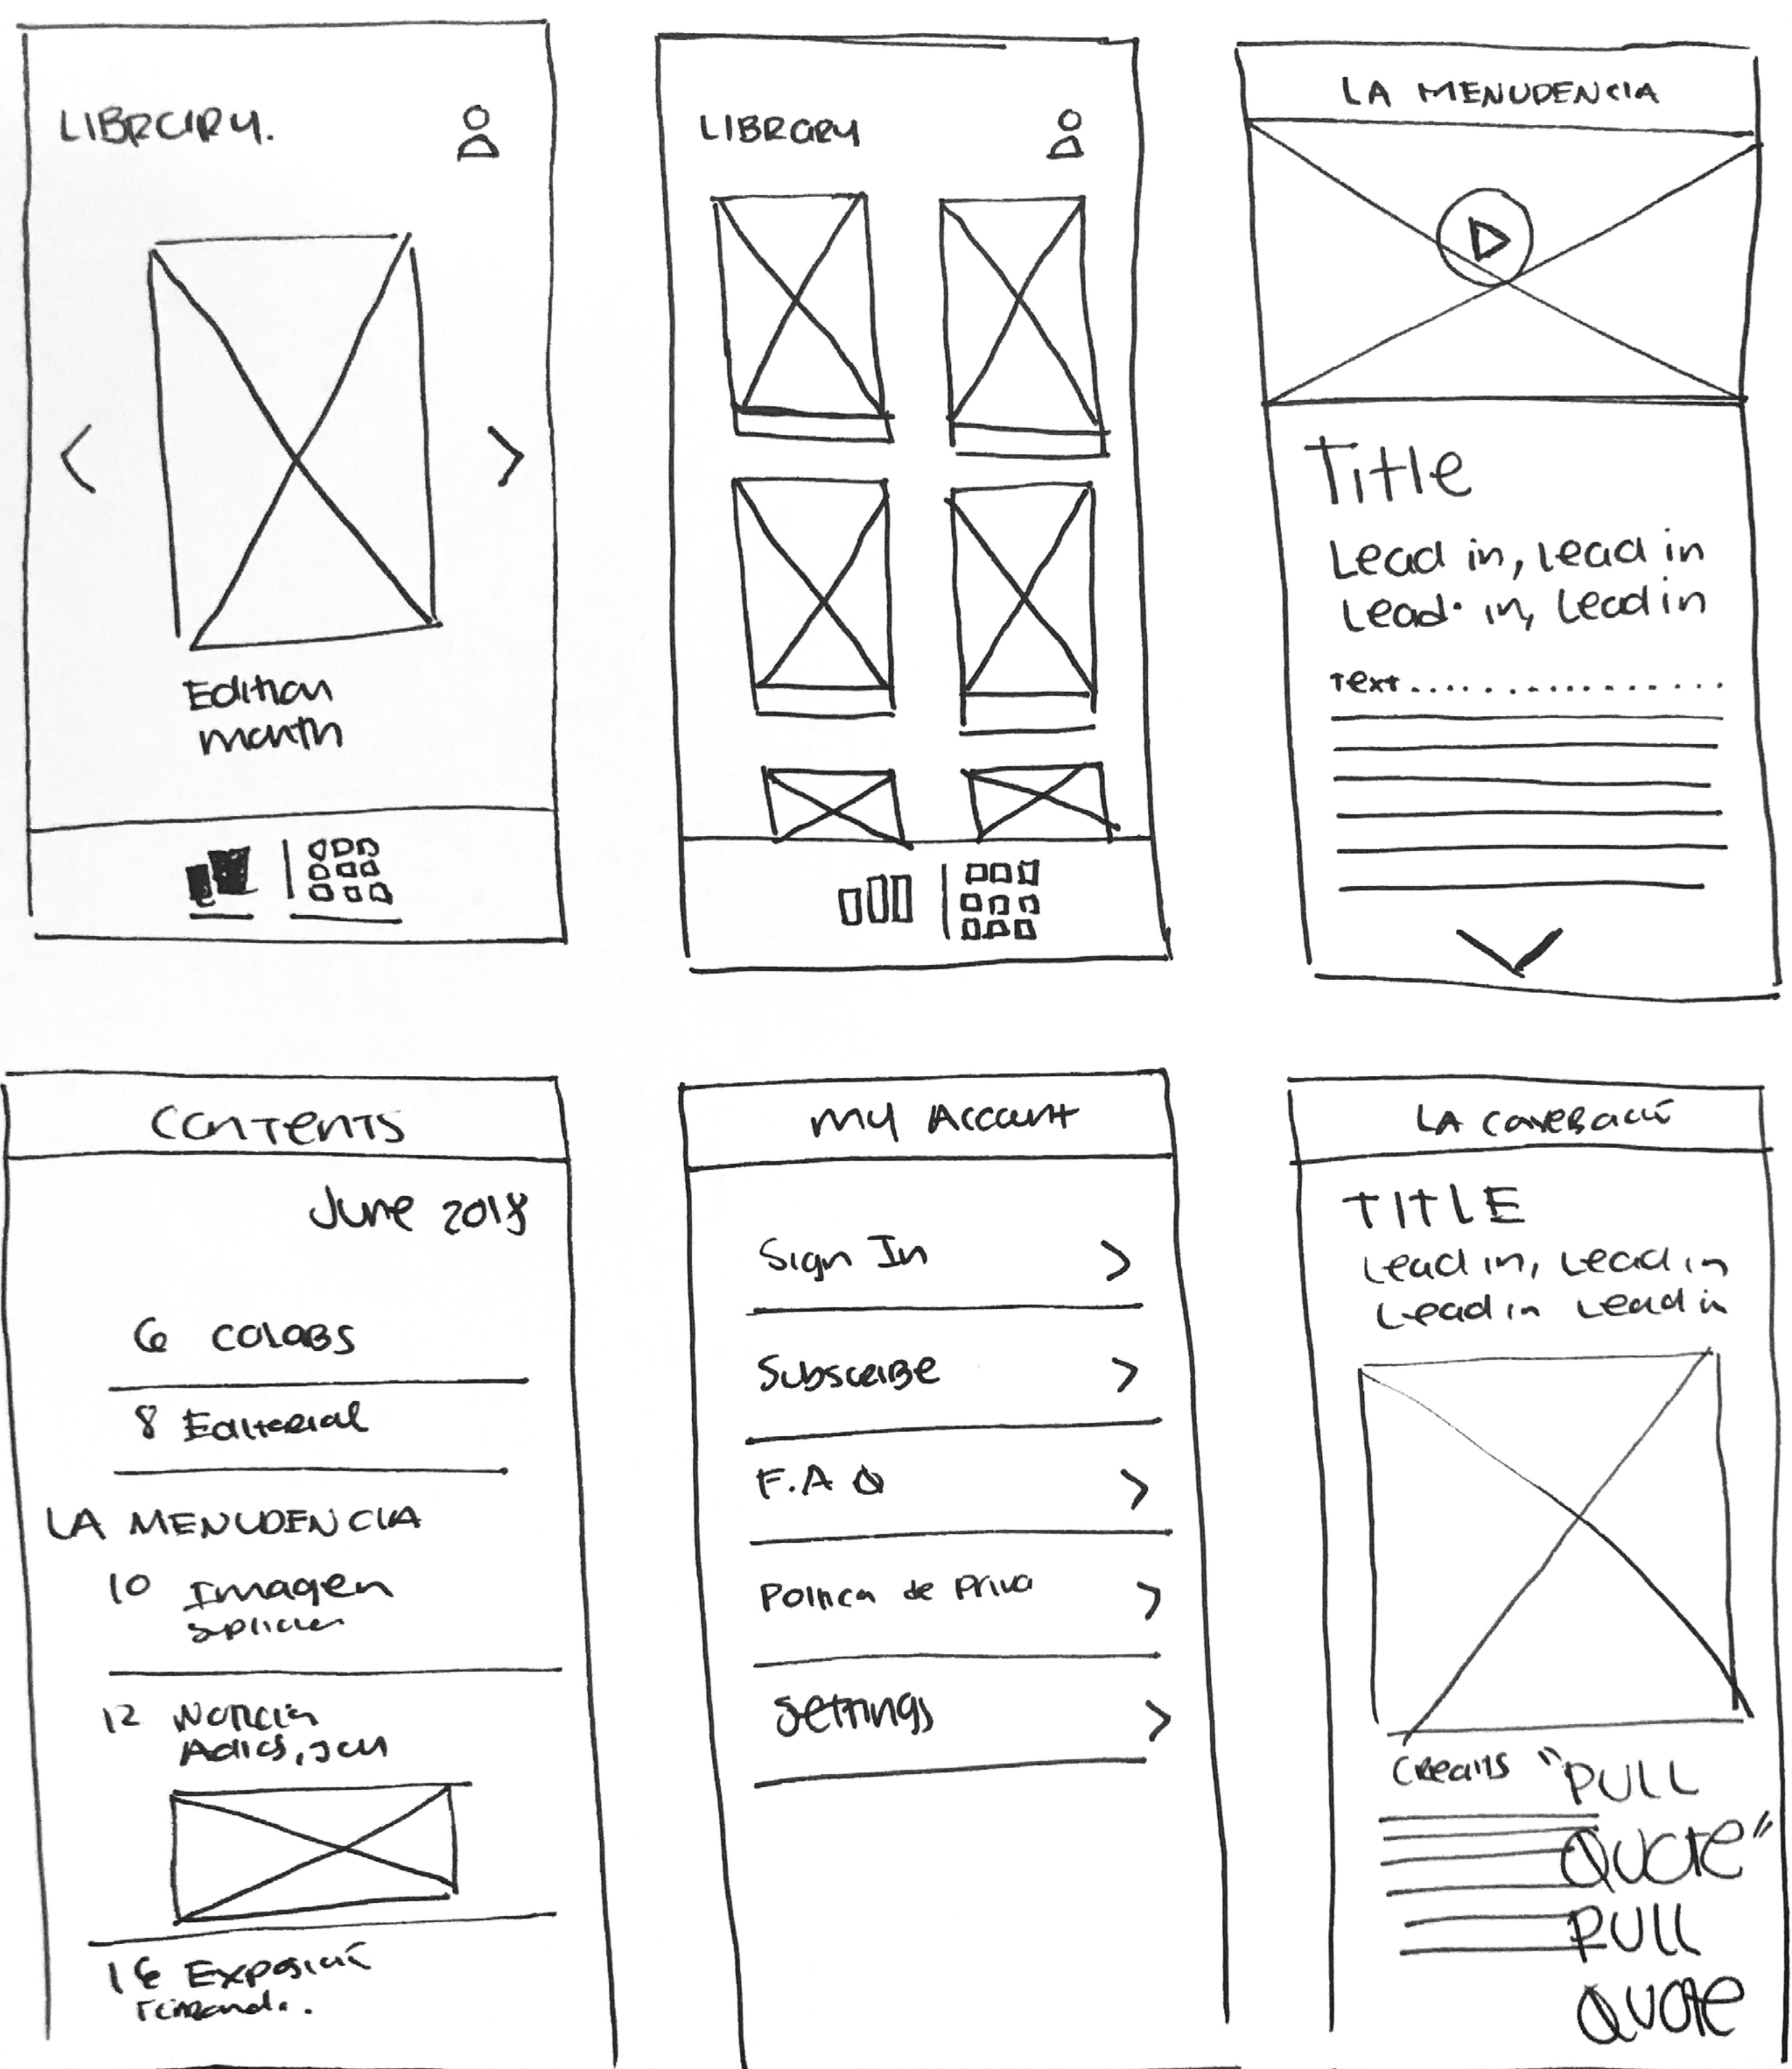 LIBRARY.
Edition
month
LIBRARY
LA MENUDENCIA
Title
Lead in, lead in
Lead in, Lead in
Text
CONTENTS
June 2018
6 COLABS
8 Editorial
LA MENUDENCIA
10 Imagen
12 Noticia
16 Exposició
My Account
Sign In
Subscribe
F.A Q
Politica de Priva
Settings
LA
TITLE
Lead in, Lead in
Lead in Lead in
Credits "PULL
QUOTE"
PULL
QUOTE